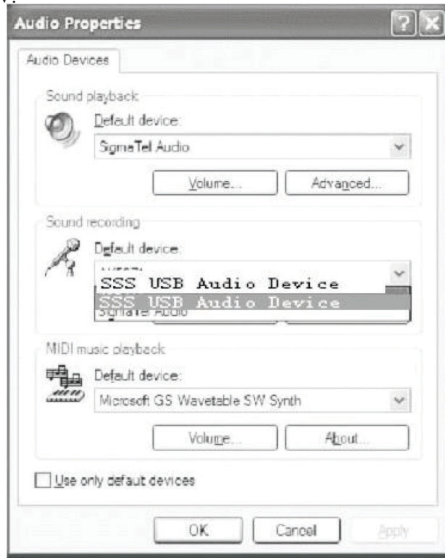 Audio Properties
Audio Devices
Sound playback
Default device:
SigmaTel Audio
Volume...
Advanced...
Sound recording
Default device:
SSS USB Audio Device
SSS USB Audio Device
SigmaTel Audio
MIDI music playback
Default device:
Microsoft GS Wavetable SW Synth
Volume...
About...
Use only default devices
OK
Cancel
Apply